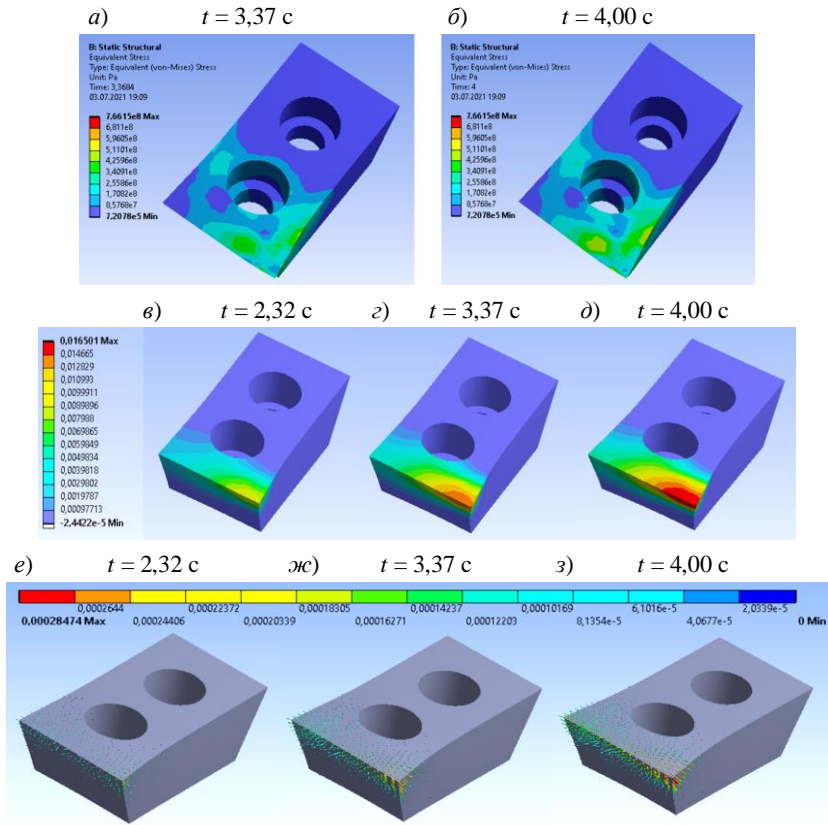 а) t = 3,37 с б) t = 4,00 с
B: Static Structural
Equivalent Stress
Type: Equivalent (von-Mises) Stress
Unit: Pa
Time: 3,3684
03.07.2021 19:09
7,6615e8 Max
6,811e8
5,9605e8
5,1101e8
4,2596e8
3,4091e8
2,5586e8
1,7082e8
8,5768e7
7,2078e5 Min
B: Static Structural
Equivalent Stress
Type: Equivalent (von-Mises) Stress
Unit: Pa
Time: 4
03.07.2021 19:09
7,6615e8 Max
6,811e8
5,9605e8
5,1101e8
4,2596e8
3,4091e8
2,5586e8
1,7082e8
8,5768e7
7,2078e5 Min
в) t = 2,32 с г) t = 3,37 с д) t = 4,00 с
0,016501 Max
0,014665
0,012829
0,010993
0,0099911
0,0089896
0,007988
0,0069865
0,0059849
0,0049834
0,0039818
0,0029802
0,0019787
0,00097713
-2,4422e-5 Min
е) t = 2,32 с ж) t = 3,37 с з) t = 4,00 с
0,0002644 0,00022372 0,00018305 0,00014237 0,00010169 6,1016e-5 2,0339e-5
0,00028474 Max 0,00024406 0,00020339 0,00016271 0,00012203 8,1354e-5 4,0677e-5 0 Min